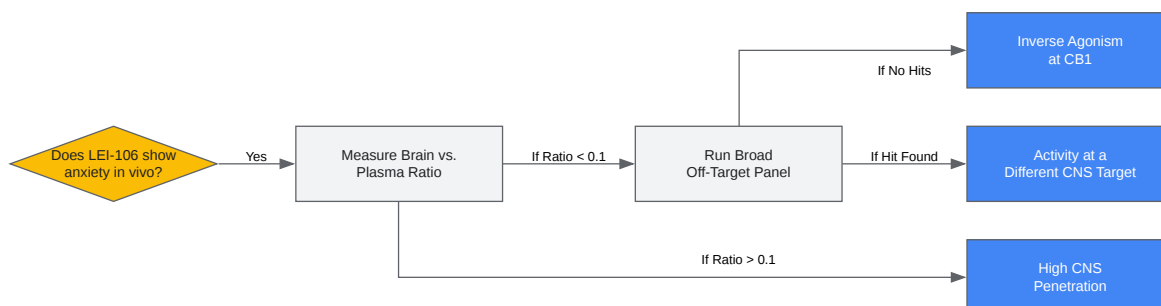 Does LEI-106 show
anxiety in vivo?
Yes
Measure Brain vs.
Plasma Ratio
If Ratio < 0.1
Run Broad
Off-Target Panel
If No Hits
Inverse Agonism
at CB1
If Hit Found
Activity at a
Different CNS Target
If Ratio > 0.1
High CNS
Penetration